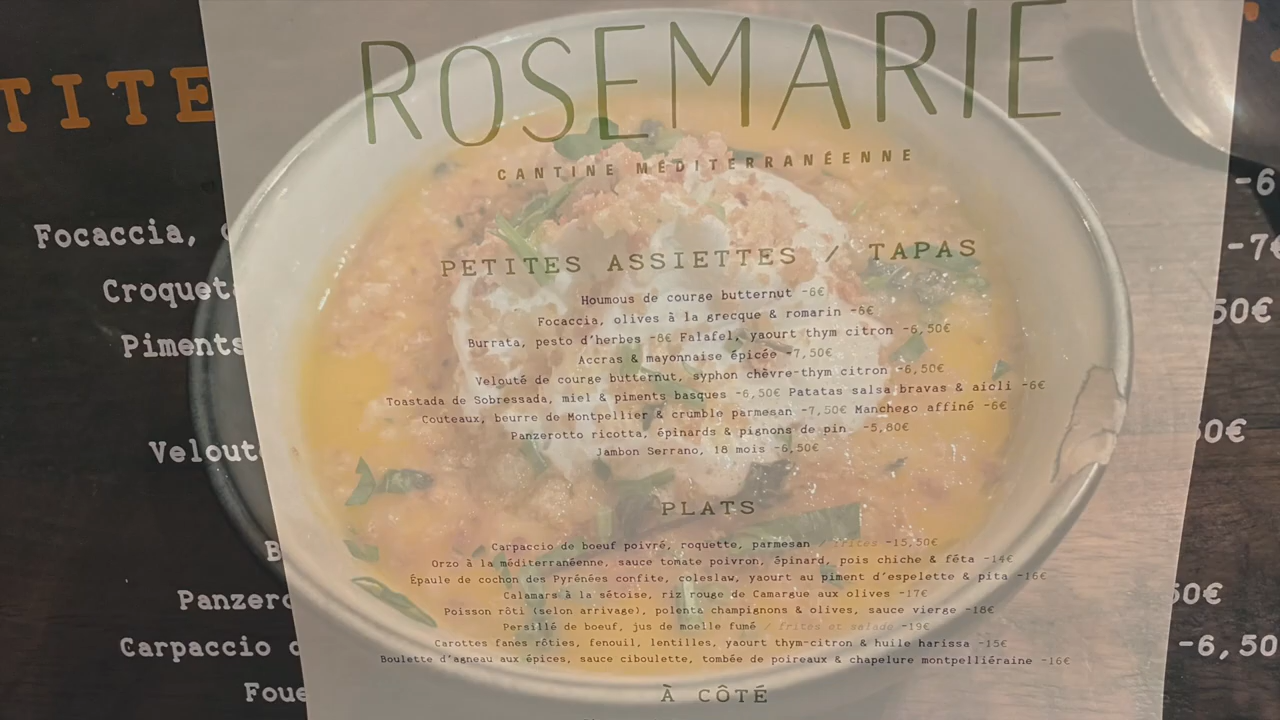 ROSEMARIE
CANTINE MÉDITERRANÉENNE
PETITES ASSIETTES / TAPAS
Houmous de courge butternut -6€
Focaccia, olives à la grecque & romarin -6€
Burrata, pesto d'herbes -8€ Falafel, yaourt thym citron -6,50€
Accras & mayonnaise épicée -7,50€
Velouté de courge butternut, syphon chèvre-thym citron -6,50€
Toastada de Sobressada, miel & piments basques -6,50€ Patatas salsa bravas & aïoli -6€
Couteaux, beurre de Montpellier & crumble parmesan -7,50€ Manchego affiné -6€
Panzerotto ricotta, épinards & pignons de pin -5,80€
Jambon Serrano, 18 mois -6,50€
PLATS
Carpaccio de boeuf poivré, roquette, parmesan / frites -15,50€
Orzo à la méditerranéenne, sauce tomate poivron, épinard, pois chiche & féta -14€
Épaule de cochon des Pyrénées confite, coleslaw, yaourt au piment d'espelette & pita -16€
Calamars à la sétoise, riz rouge de Camargue aux olives -17€
Poisson rôti (selon arrivage), polenta champignons & olives, sauce vierge -18€
Persillé de boeuf, jus de moelle fumé / frites et salade -19€
Carottes fanes rôties, fenouil, lentilles, yaourt thym-citron & huile harissa -15€
Boulette d'agneau aux épices, sauce ciboulette, tombée de poireaux & chapelure montpelliéraine -16€
À CÔTÉ
TITE
Focaccia,
Croquet
Piments
Velout
Panzero
Carpaccio
Foue
-6
-7€
50€
50€
50€
-6,50